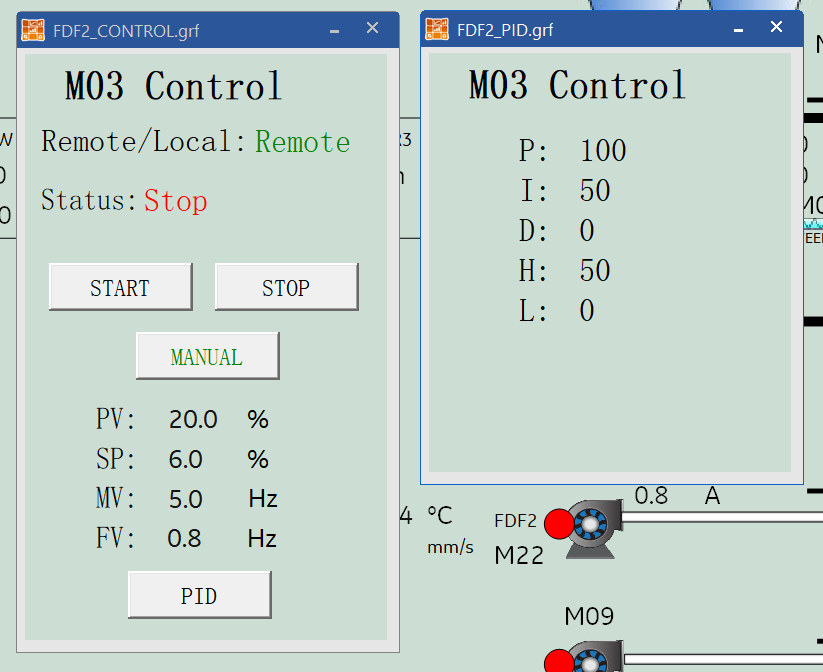 FDF2_CONTROL.grf
M03 Control
Remote/Local: Remote
Status: Stop
START STOP
MANUAL
PV: 20.0 %
SP: 6.0 %
MV: 5.0 Hz
FV: 0.8 Hz
PID
FDF2_PID.grf
M03 Control
P: 100
I: 50
D: 0
H: 50
L: 0
0.8 A
4 °C
mm/s
FDF2
M22
M09